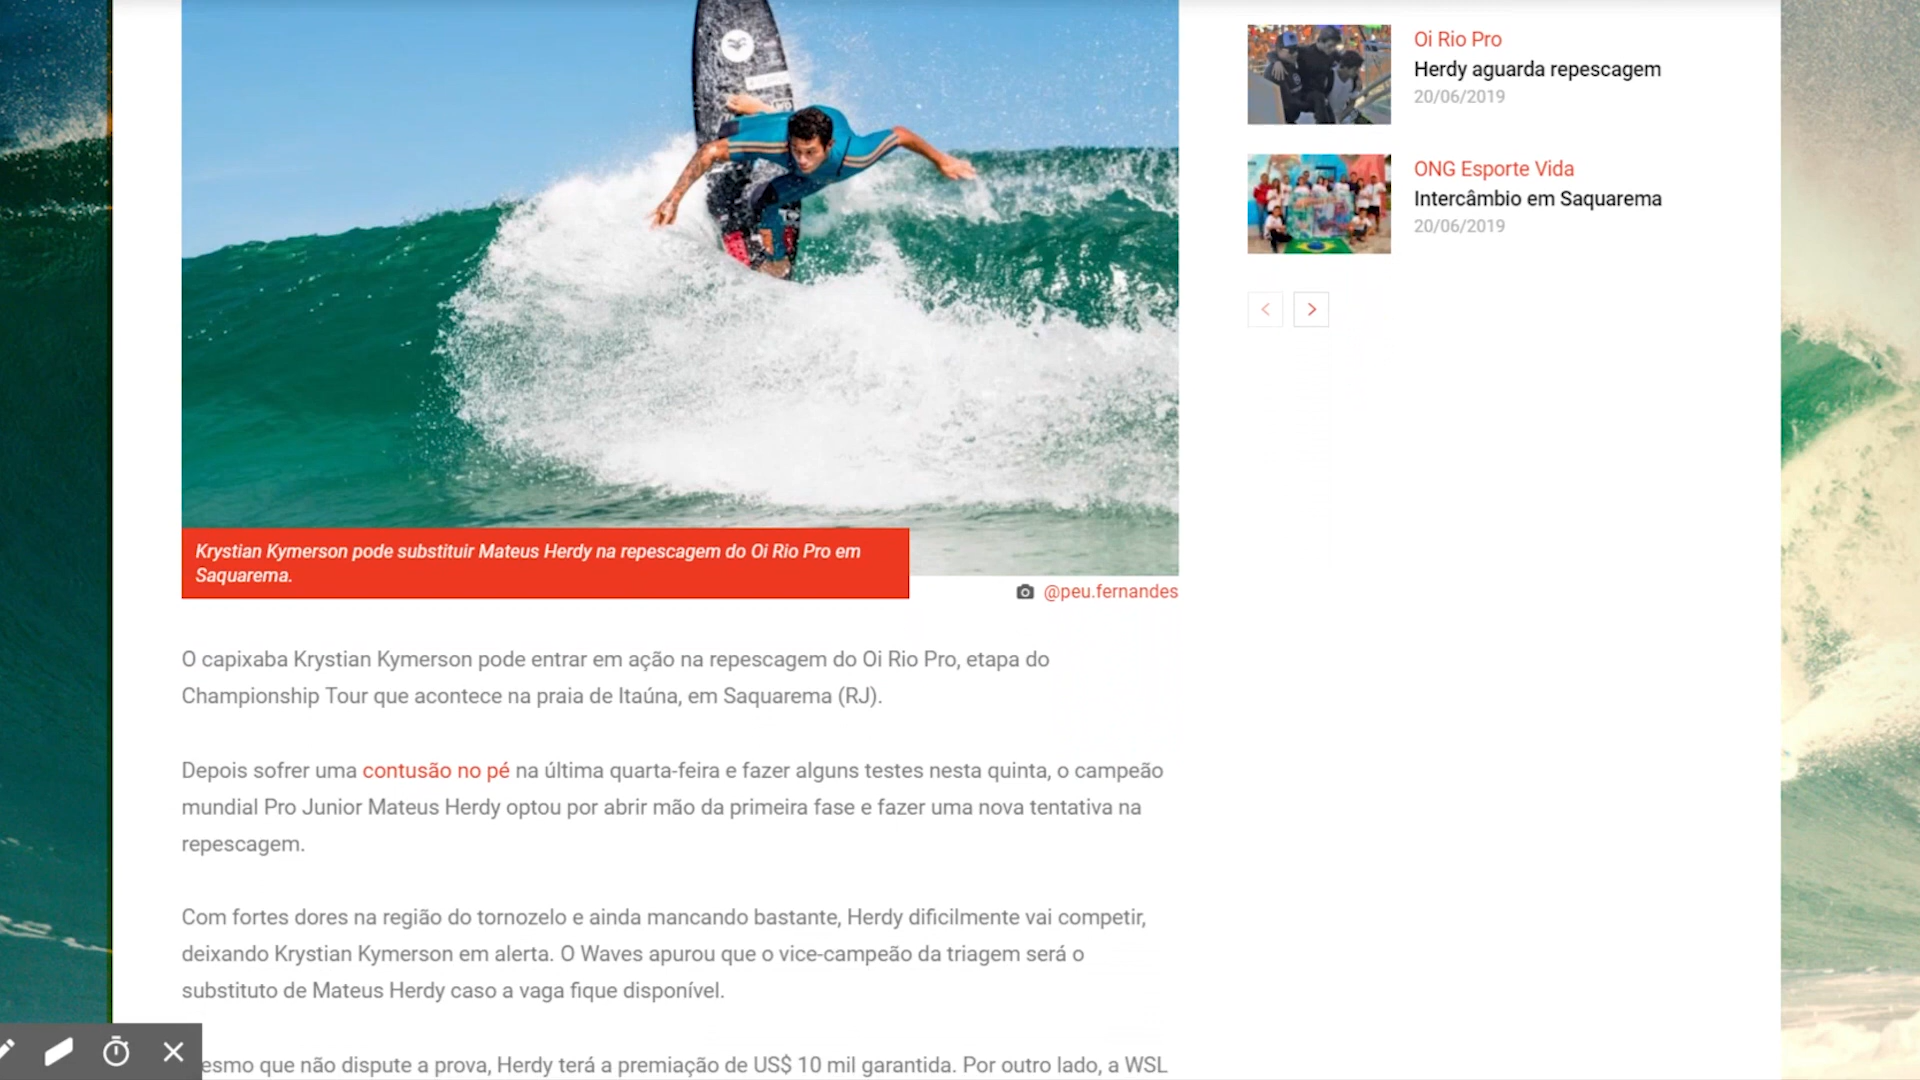 Krystian Kymerson pode substituir Mateus Herdy na repescagem do Oi Rio Pro em
Saquarema.
@peu.fernandes
O capixaba Krystian Kymerson pode entrar em ação na repescagem do Oi Rio Pro, etapa do
Championship Tour que acontece na praia de Itaúna, em Saquarema (RJ).
Depois sofrer uma contusão no pé na última quarta-feira e fazer alguns testes nesta quinta, o campeão
mundial Pro Junior Mateus Herdy optou por abrir mão da primeira fase e fazer uma nova tentativa na
repescagem.
Com fortes dores na região do tornozelo e ainda mancando bastante, Herdy dificilmente vai competir,
deixando Krystian Kymerson em alerta. O Waves apurou que o vice-campeão da triagem será o
substituto de Mateus Herdy caso a vaga fique disponível.
esmo que não dispute a prova, Herdy terá a premiação de US$ 10 mil garantida. Por outro lado, a WSL
Oi Rio Pro
Herdy aguarda repescagem
20/06/2019
ONG Esporte Vida
Intercâmbio em Saquarema
20/06/2019